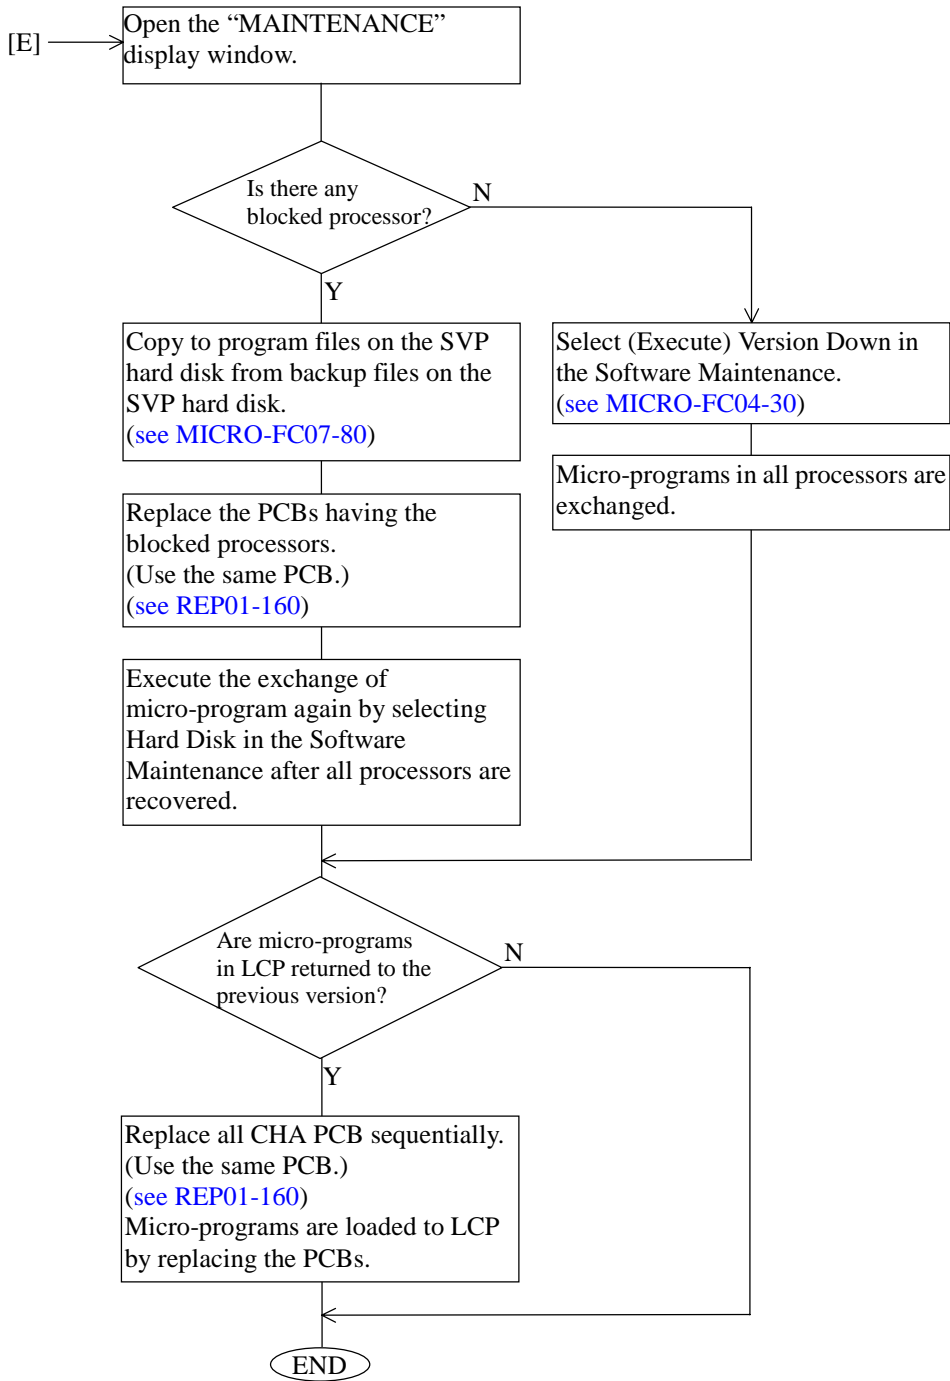 Open the “MAINTENANCE”
display window.
[E]
Is there any
blocked processor?
N
Y
Copy to program files on the SVP
hard disk from backup files on the
SVP hard disk.
(see MICRO-FC07-80)
Select (Execute) Version Down in
the Software Maintenance.
(see MICRO-FC04-30)
Micro-programs in all processors are
exchanged.
Replace the PCBs having the
blocked processors.
(Use the same PCB.)
(see REP01-160)
Execute the exchange of
micro-program again by selecting
Hard Disk in the Software
Maintenance after all processors are
recovered.
Are micro-programs
in LCP returned to the
previous version?
N
Y
Replace all CHA PCB sequentially.
(Use the same PCB.)
(see REP01-160)
Micro-programs are loaded to LCP
by replacing the PCBs.
END